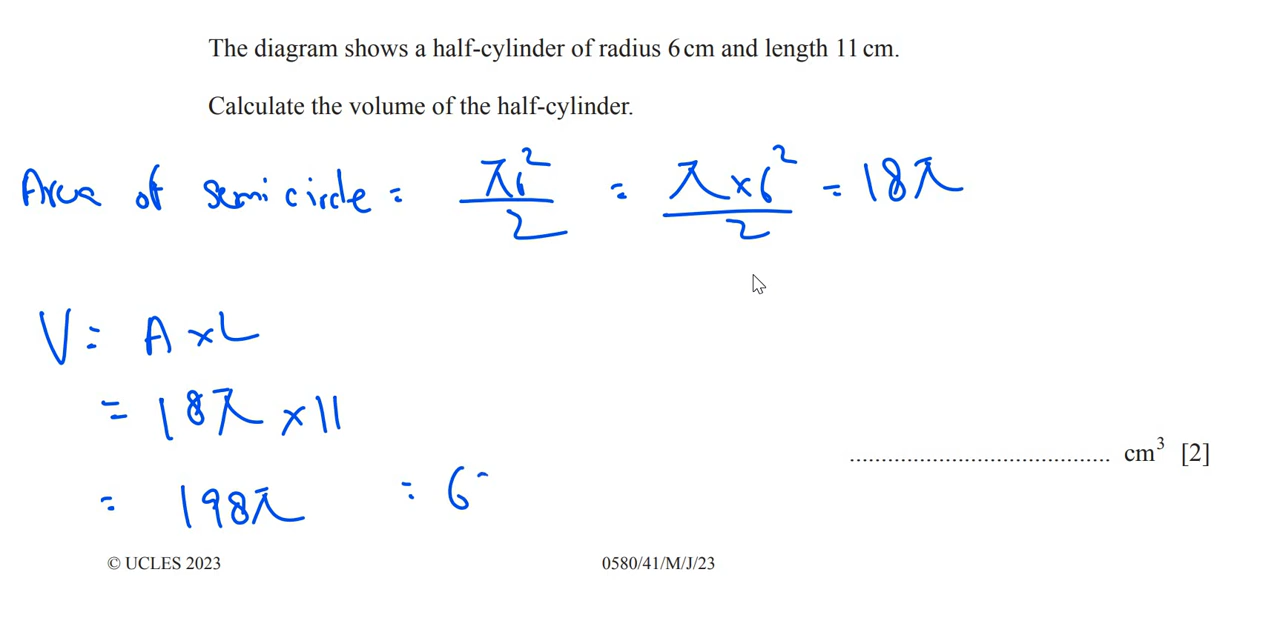 The diagram shows a half-cylinder of radius 6 cm and length 11 cm.
Calculate the volume of the half-cylinder.
Area of semicircle = πr²/2 = π×6²/2 = 18π
V = A×L
= 18π ×11
= 198π = 6
.................................... cm³ [2]
© UCLES 2023 0580/41/M/J/23